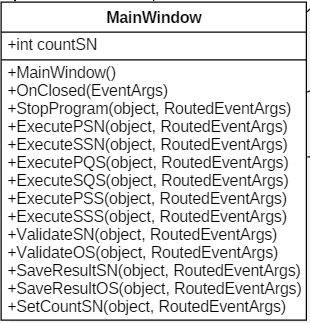 MainWindow
+int countSN
+MainWindow()
+OnClosed(EventArgs)
+StopProgram(object, RoutedEventArgs)
+ExecutePSN(object, RoutedEventArgs)
+ExecuteSSN(object, RoutedEventArgs)
+ExecutePQS(object, RoutedEventArgs)
+ExecuteSQS(object, RoutedEventArgs)
+ExecutePSS(object, RoutedEventArgs)
+ExecuteSSS(object, RoutedEventArgs)
+ValidateSN(object, RoutedEventArgs)
+ValidateOS(object, RoutedEventArgs)
+SaveResultSN(object, RoutedEventArgs)
+SaveResultOS(object, RoutedEventArgs)
+SetCountSN(object, RoutedEventArgs)